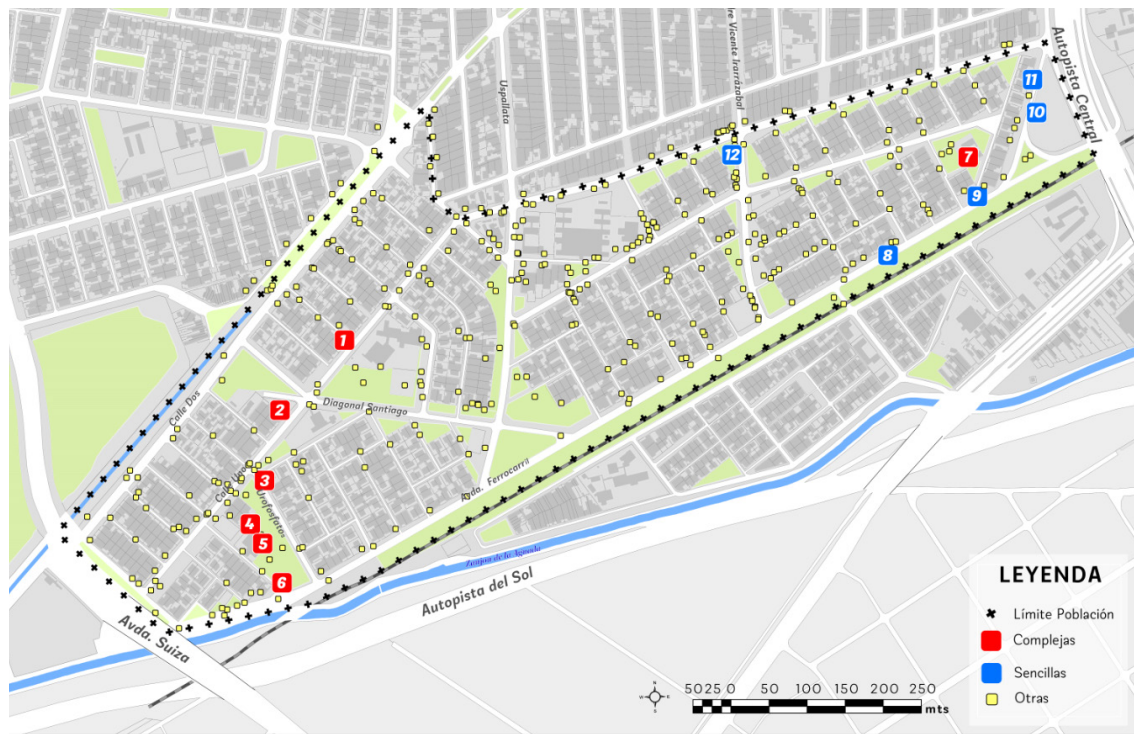 Autopista Central
Uspallata
re Vicente Irarrázabal
11
10
12
7
9
8
1
Calle Dos
2
Diagonal Santiago
3
4
5
6
Avda. Ferrocarril
Zanjon de la Aguada
Autopista del Sol
Avda. Suiza
LEYENDA
Límite Población
Complejas
Sencillas
Otras
N
S
50 25 0 50 100 150 200 250
mts